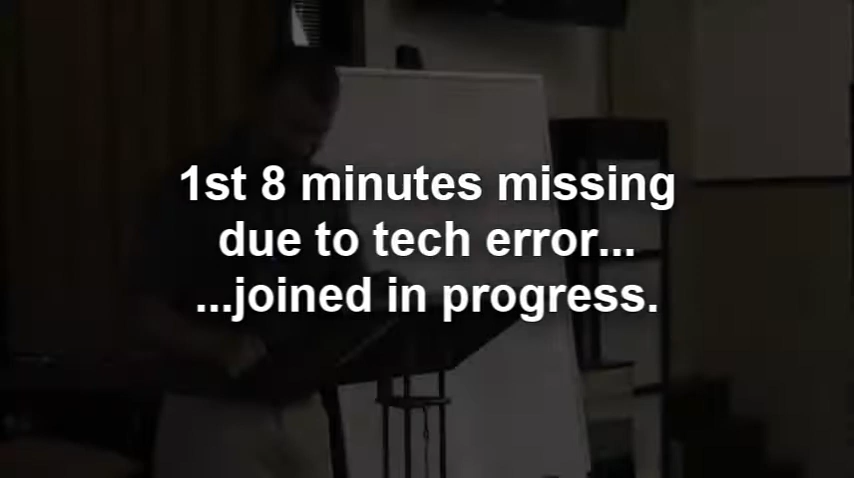 1st 8 minutes missing
due to tech error...
...joined in progress.